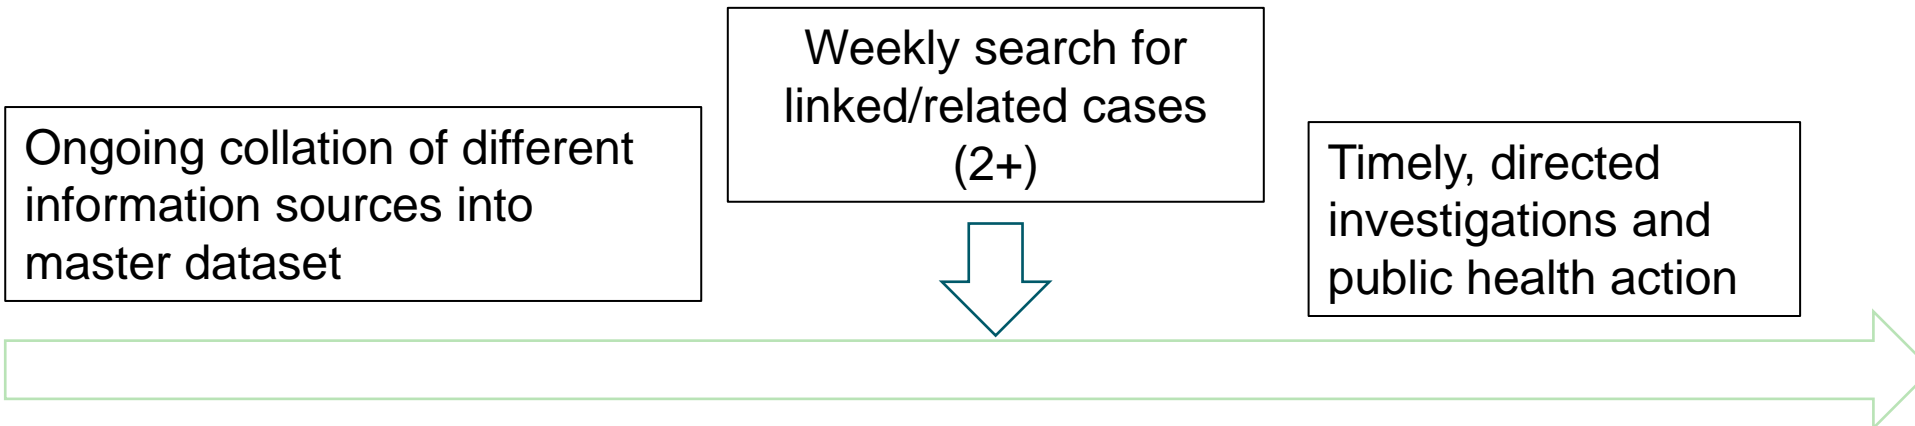 Ongoing collation of different
information sources into
master dataset
Weekly search for
linked/related cases
(2+)
Timely, directed
investigations and
public health action